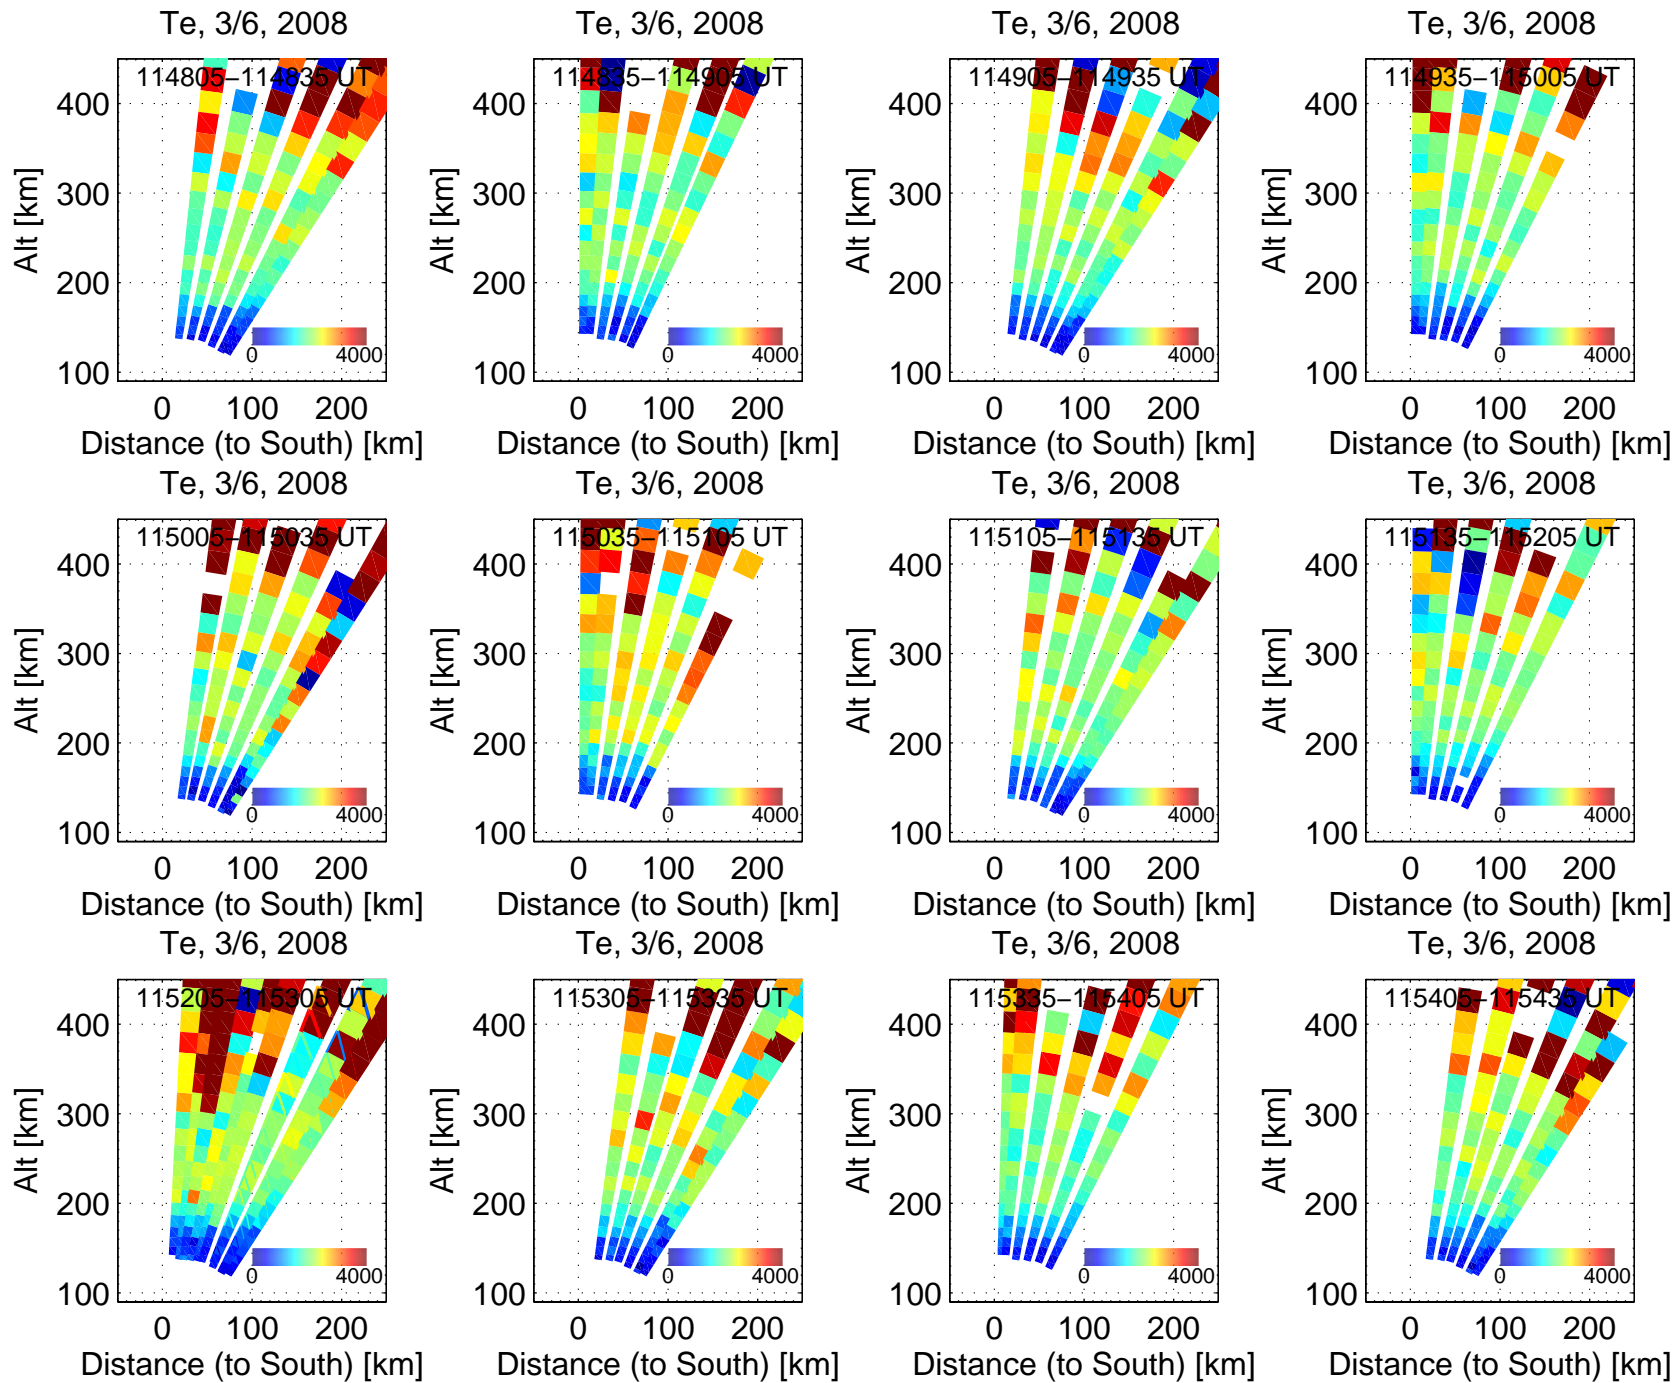 Te, 3/6, 2008 Te, 3/6, 2008 Te, 3/6, 2008 Te, 3/6, 2008
114805−114835 UT 114835−114905 UT 114905−114935 UT 114935−115005 UT
400 400 400 400
300 300 300 300
Alt [km] Alt [km] Alt [km] Alt [km]
200 200 200 200
0 4000 0 4000 0 4000 0 4000
100 100 100 100
0 100 200 0 100 200 0 100 200 0 100 200
Distance (to South) [km] Distance (to South) [km] Distance (to South) [km] Distance (to South) [km]
Te, 3/6, 2008 Te, 3/6, 2008 Te, 3/6, 2008 Te, 3/6, 2008
115005−115035 UT 115035−115105 UT 115105−115135 UT 115135−115205 UT
400 400 400 400
300 300 300 300
Alt [km] Alt [km] Alt [km] Alt [km]
200 200 200 200
0 4000 0 4000 0 4000 0 4000
100 100 100 100
0 100 200 0 100 200 0 100 200 0 100 200
Distance (to South) [km] Distance (to South) [km] Distance (to South) [km] Distance (to South) [km]
Te, 3/6, 2008 Te, 3/6, 2008 Te, 3/6, 2008 Te, 3/6, 2008
115205−115305 UT 115305−115335 UT 115335−115405 UT 115405−115435 UT
400 400 400 400
300 300 300 300
Alt [km] Alt [km] Alt [km] Alt [km]
200 200 200 200
0 4000 0 4000 0 4000 0 4000
100 100 100 100
0 100 200 0 100 200 0 100 200 0 100 200
Distance (to South) [km] Distance (to South) [km] Distance (to South) [km] Distance (to South) [km]